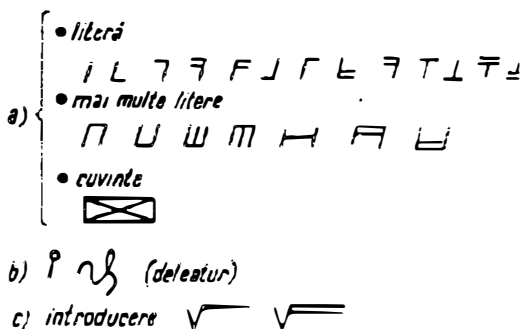 a)
• literă
• mai multe litere
• cuvinte
b) (deleatur)
c) introducere